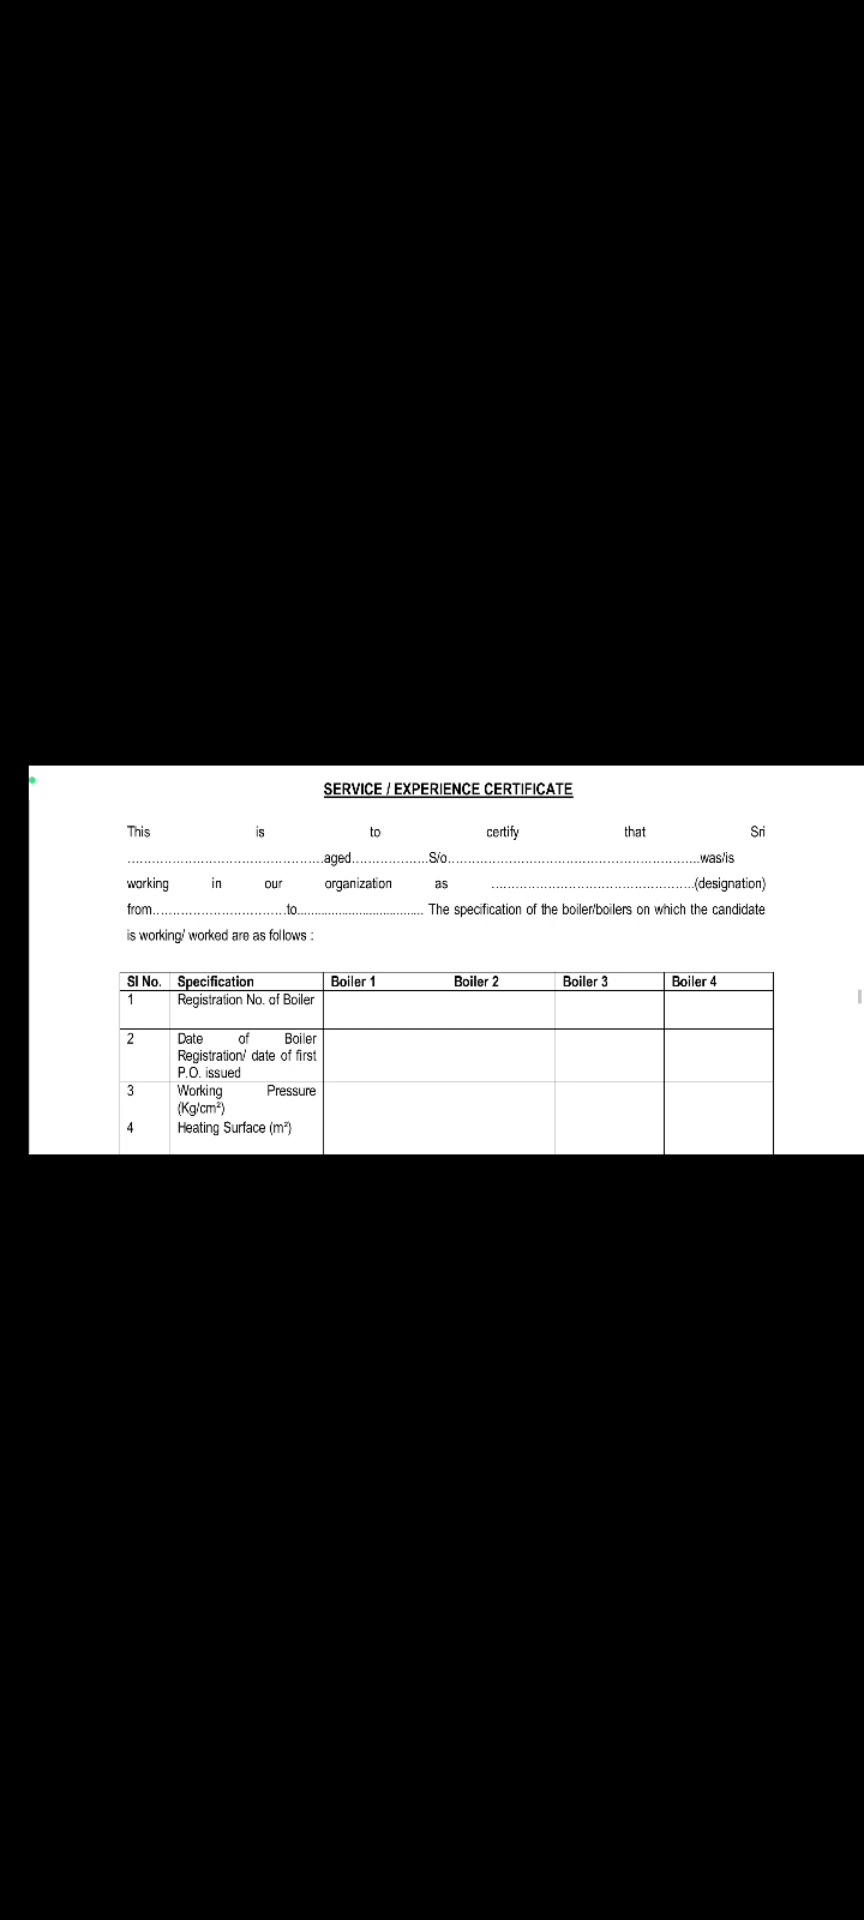 SERVICE / EXPERIENCE CERTIFICATE
This is to certify that Sri
................................................aged...................S/o..............................................................was/is
working in our organization as ..................................................(designation)
from.................................to.................................... The specification of the boiler/boilers on which the candidate
is working/ worked are as follows :
Sl No. Specification Boiler 1 Boiler 2 Boiler 3 Boiler 4
1 Registration No. of Boiler
2 Date of Boiler
Registration/ date of first
P.O. issued
3 Working Pressure
(Kg/cm²)
4 Heating Surface (m²)